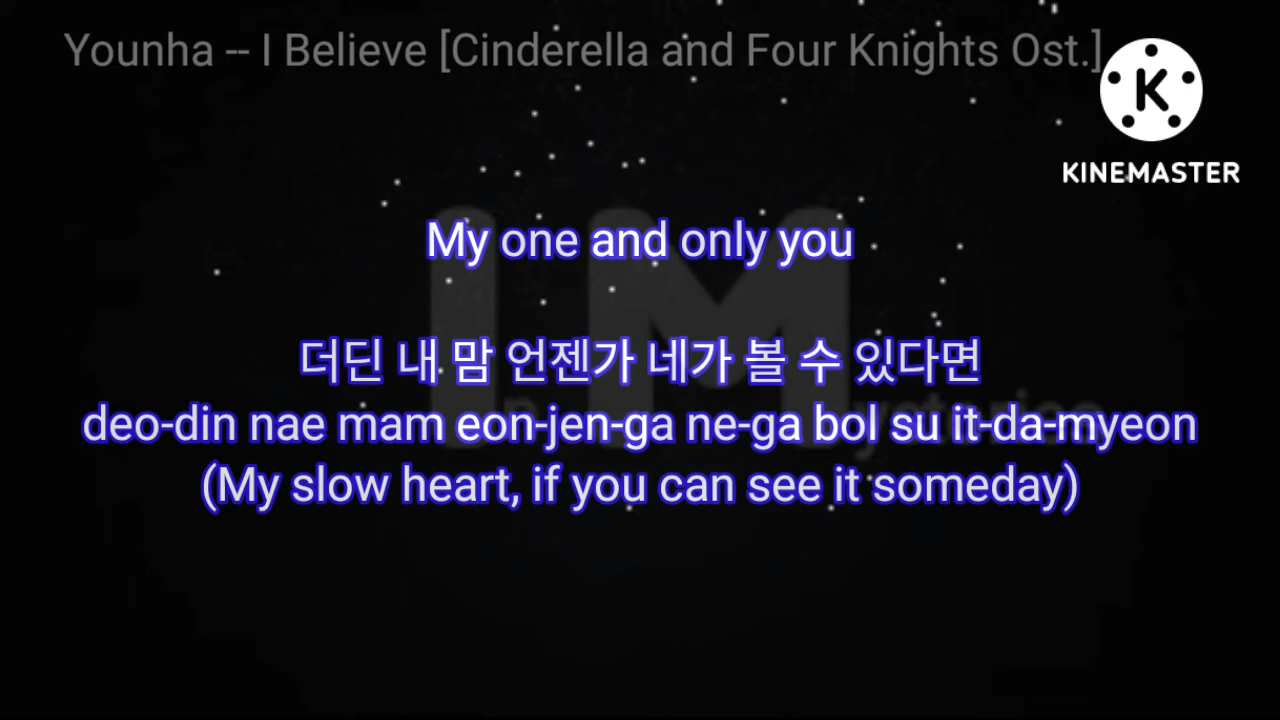 Younha -- I Believe [Cinderella and Four Knights Ost.]
K
KINEMASTER
I M
My one and only you
더딘 내 맘 언젠가 네가 볼 수 있다면
deo-din nae mam eon-jen-ga ne-ga bol su it-da-myeon
(My slow heart, if you can see it someday)